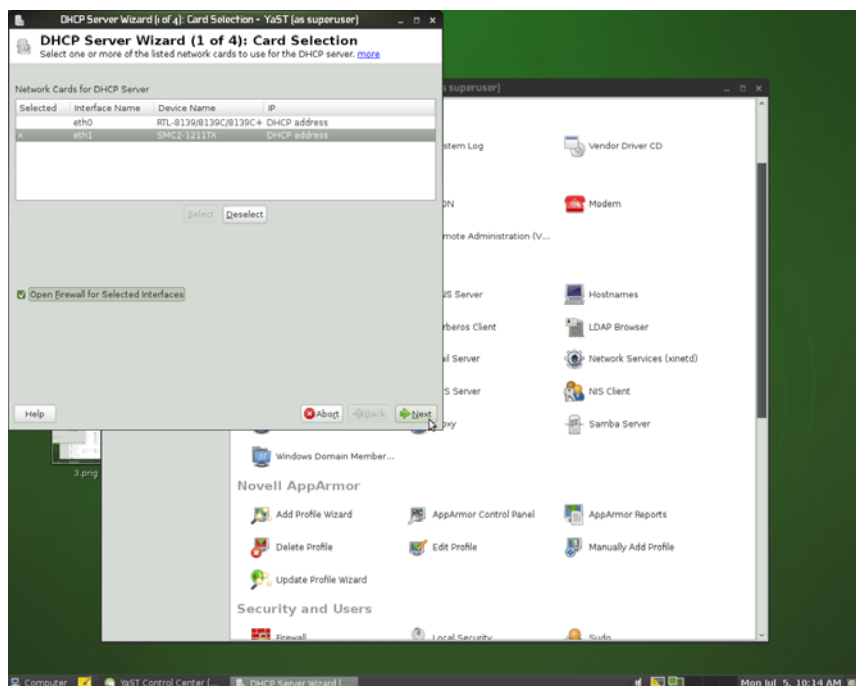 DHCP Server Wizard (1 of 4): Card Selection - YaST (as superuser)
DHCP Server Wizard (1 of 4): Card Selection
Select one or more of the listed network cards to use for the DHCP server. more
Network Cards for DHCP Server
Selected Interface Name Device Name IP
eth0 RTL-8139/8139C/8139C+ DHCP address
x eth1 SMC2-1211TX DHCP address
Select Deselect
Open Firewall for Selected Interfaces
Help Abort Back Next
superuser)
Log Vendor Driver CD
Modem
Administration (V...
Server Hostnames
Client LDAP Browser
Server Network Services (xinetd)
Server NIS Client
Samba Server
Windows Domain Member...
3.png
Novell AppArmor
Add Profile Wizard AppArmor Control Panel AppArmor Reports
Delete Profile Edit Profile Manually Add Profile
Update Profile Wizard
Security and Users
Firewall Local Security Sudo
Computer YaST Control Center (... DHCP Server Wizard (... Mon Jul 5, 10:14 AM